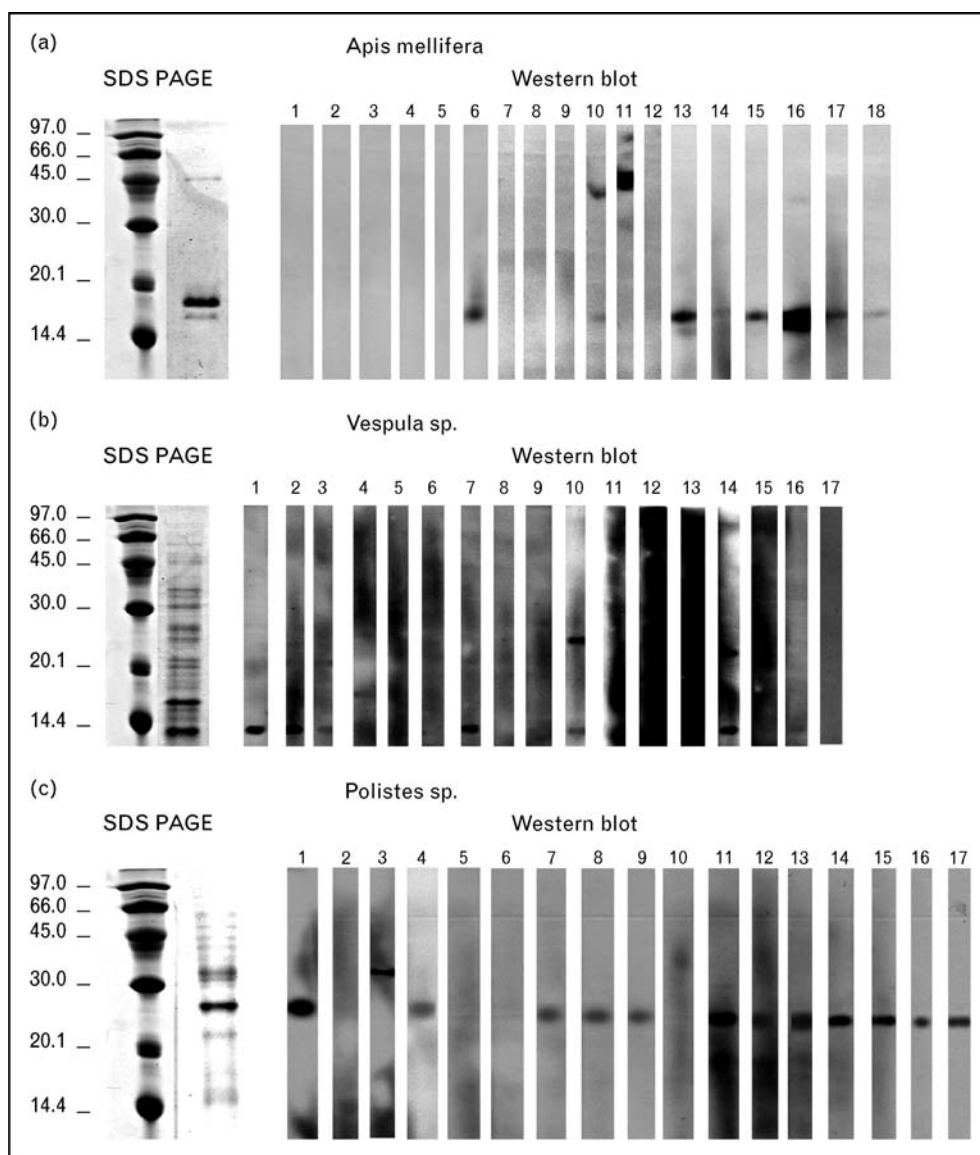 (a)
Apis mellifera
SDS PAGE
Western blot
1 2 3 4 5 6 7 8 9 10 11 12 13 14 15 16 17 18
97.0
66.0
45.0
30.0
20.1
14.4
(b)
Vespula sp.
SDS PAGE
Western blot
1 2 3 4 5 6 7 8 9 10 11 12 13 14 15 16 17
97.0
66.0
45.0
30.0
20.1
14.4
(c)
Polistes sp.
SDS PAGE
Western blot
1 2 3 4 5 6 7 8 9 10 11 12 13 14 15 16 17
97.0
66.0
45.0
30.0
20.1
14.4